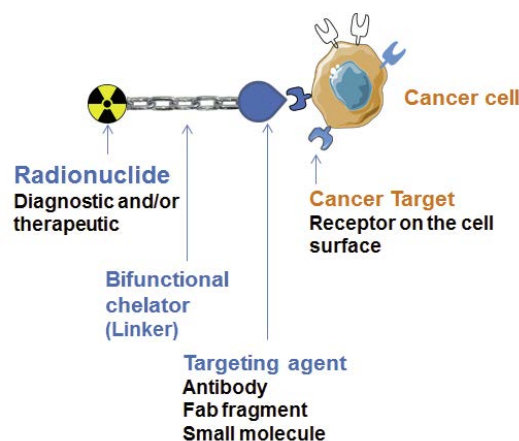 Cancer cell
Radionuclide
Diagnostic and/or
therapeutic
Cancer Target
Receptor on the cell
surface
Bifunctional
chelator
(Linker)
Targeting agent
Antibody
Fab fragment
Small molecule